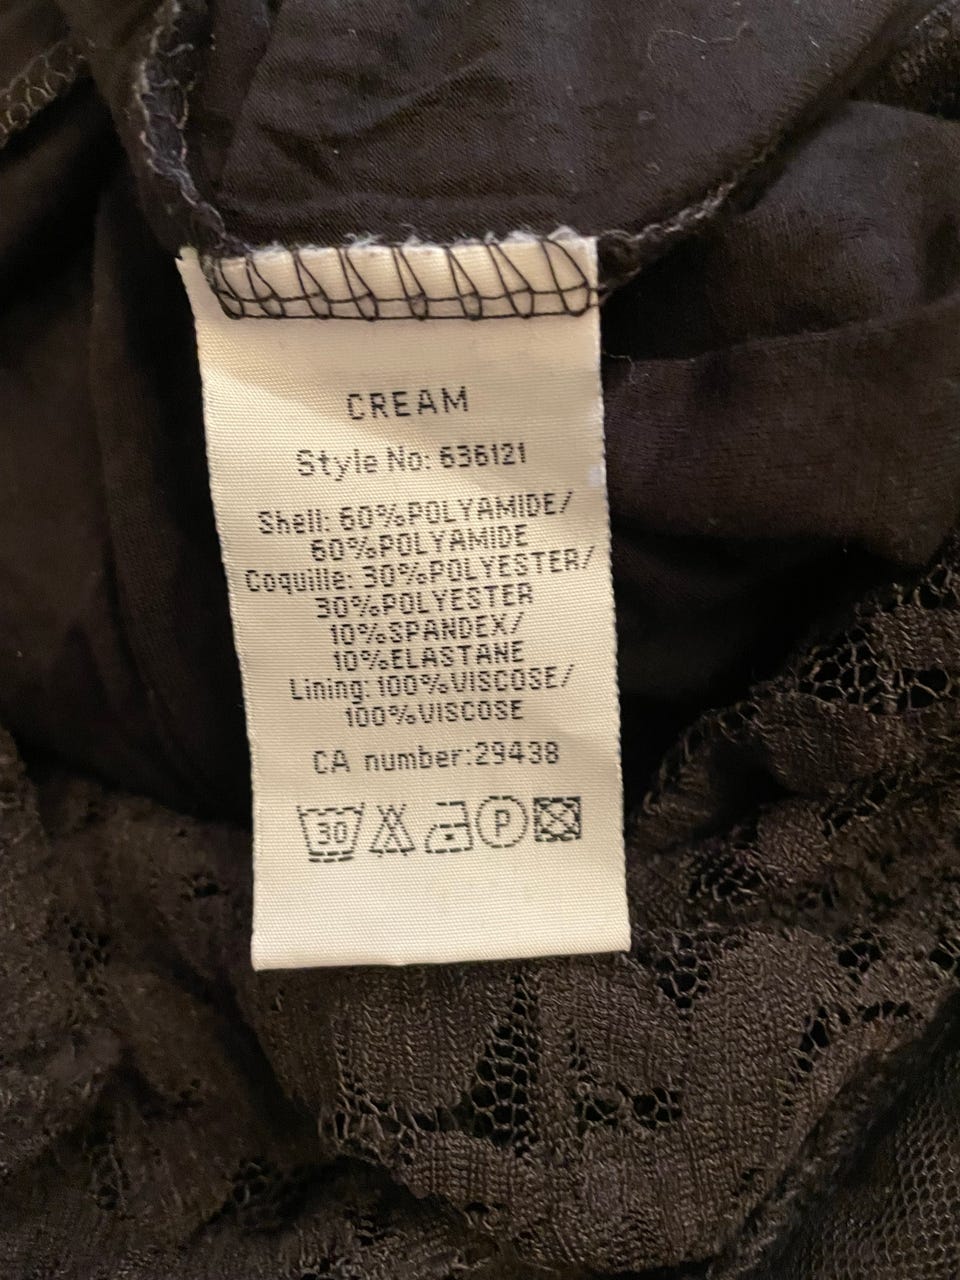 CREAM
Style No: 636121
Shell: 60%POLYAMIDE/
60%POLYAMIDE
Coquille: 30%POLYESTER/
30%POLYESTER
10%SPANDEX/
10%ELASTANE
Lining: 100%VISCOSE/
100%VISCOSE
CA number:29438
30 P